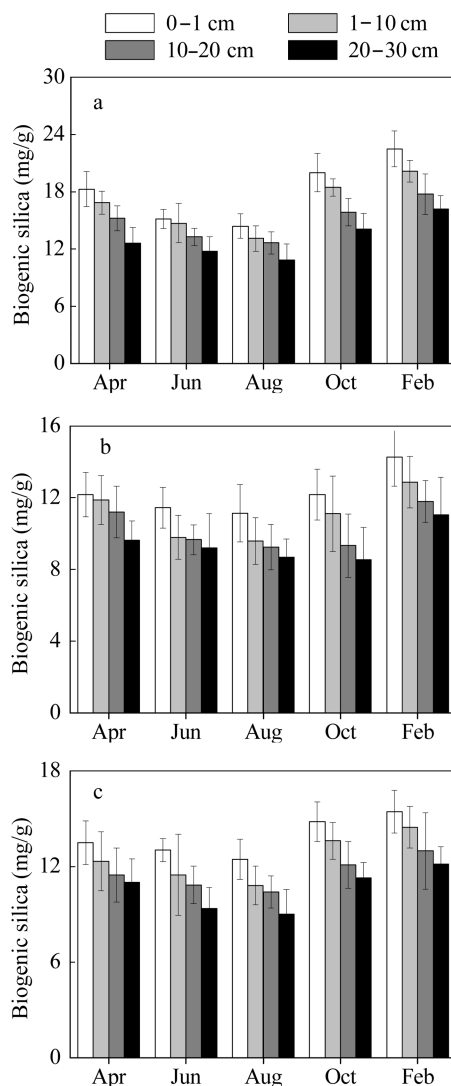 0−1 cm 1−10 cm
10−20 cm 20−30 cm
a
30
24
18
12
6
0
Biogenic silica (mg/g)
Apr Jun Aug Oct Feb
b
16
12
8
4
0
Biogenic silica (mg/g)
Apr Jun Aug Oct Feb
c
18
12
6
0
Biogenic silica (mg/g)
Apr Jun Aug Oct Feb